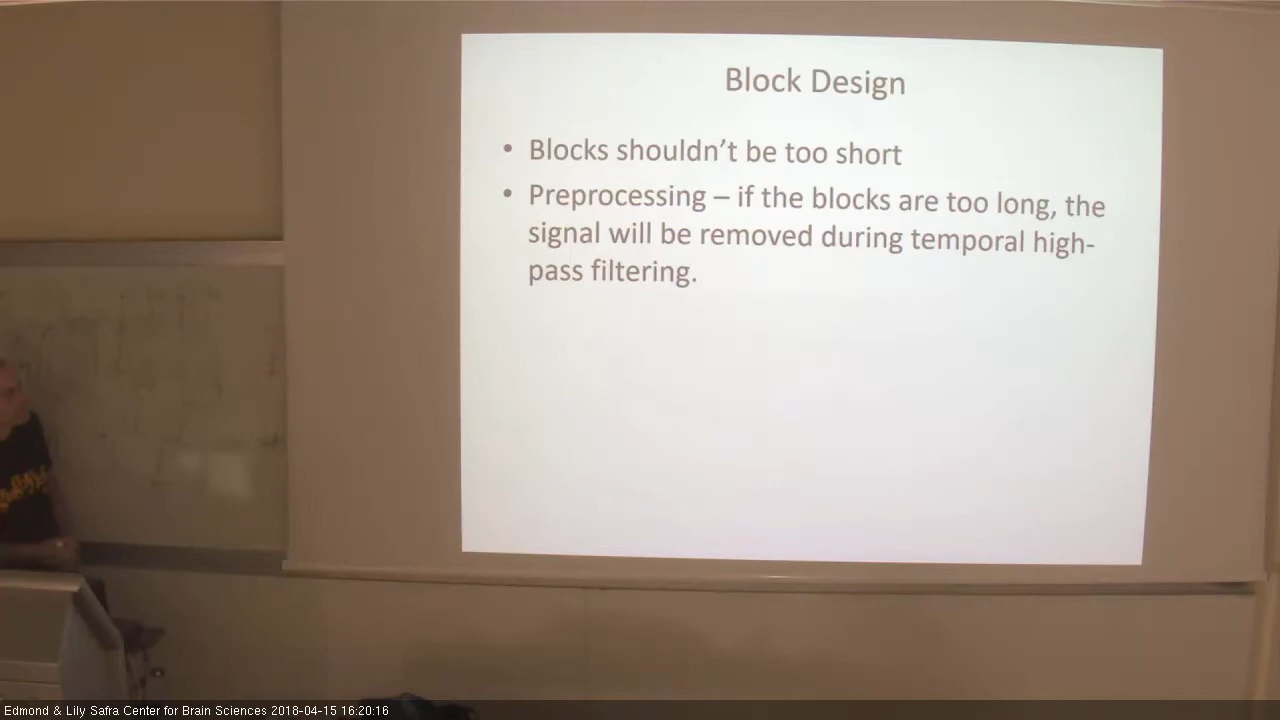 Block Design
• Blocks shouldn’t be too short
• Preprocessing – if the blocks are too long, the
signal will be removed during temporal high-
pass filtering.
Edmond & Lily Safra Center for Brain Sciences 2018-04-15 16:20:16